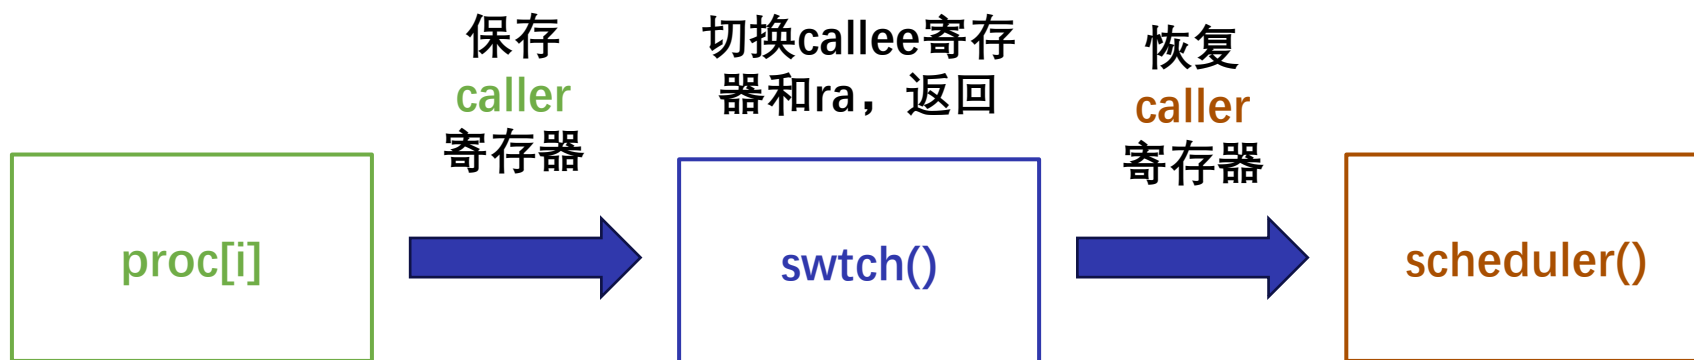 保存
caller
寄存器
切换callee寄存
器和ra，返回
恢复
caller
寄存器
proc[i]
swtch()
scheduler()